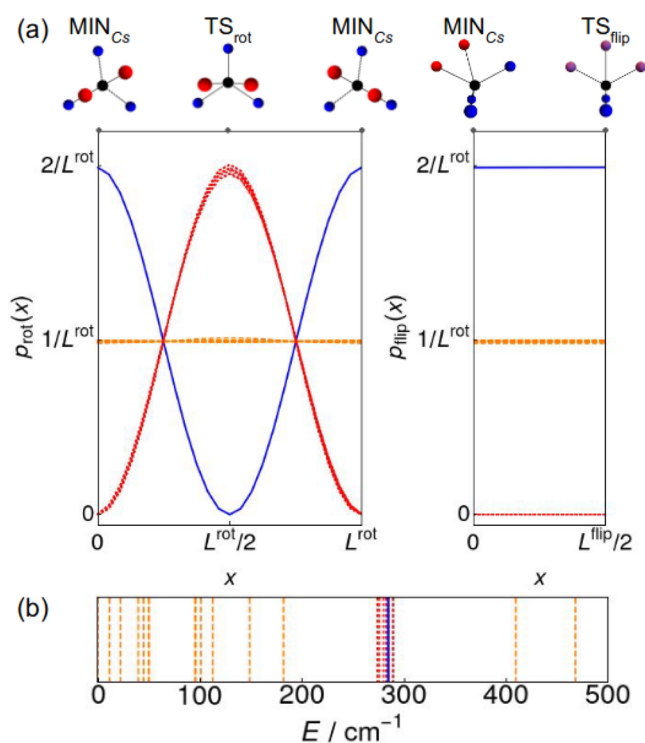 (a) MIN_Cs TS_rot MIN_Cs MIN_Cs TS_flip
2/L^rot 2/L^rot
p_rot(x) 1/L^rot p_flip(x) 1/L^rot
0 0
0 L^rot/2 L^rot 0 L^flip/2
x x
(b)
0 100 200 300 400 500
E / cm⁻¹